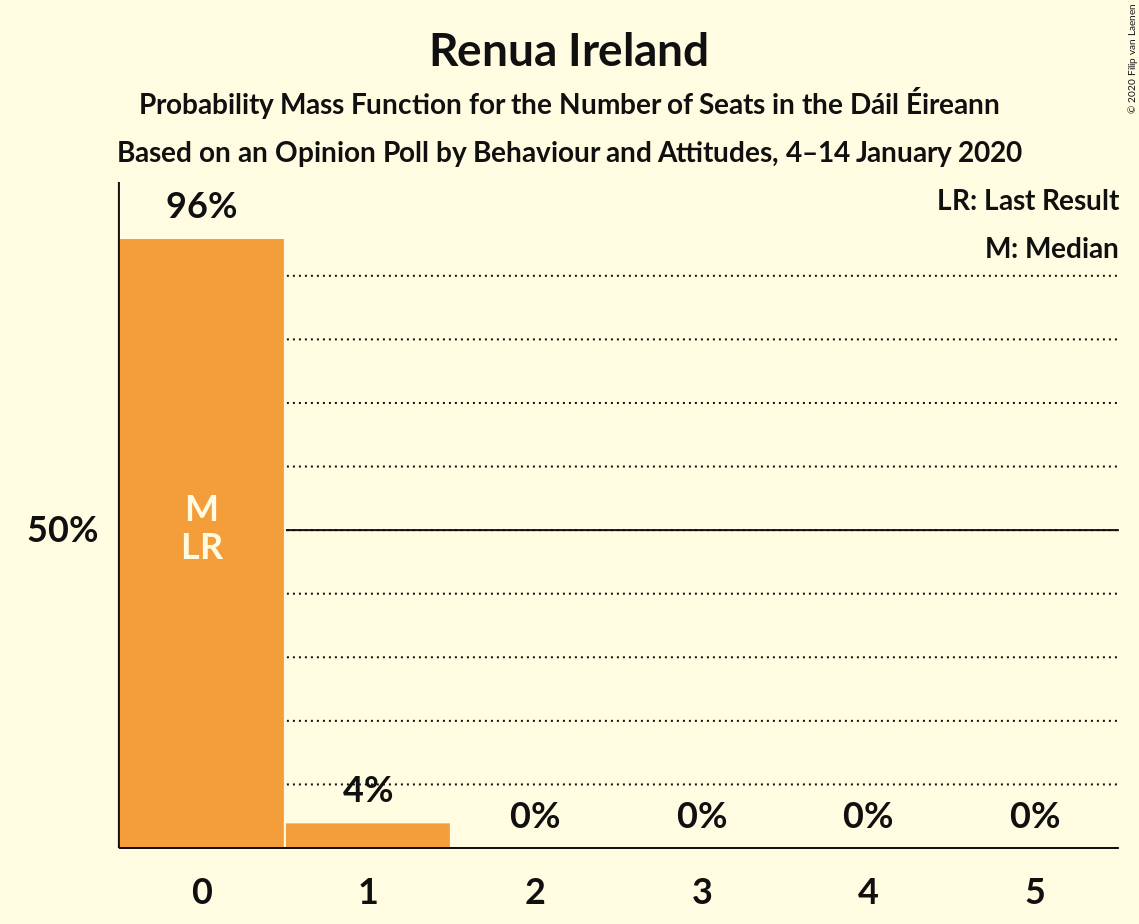 Renua Ireland
Probability Mass Function for the Number of Seats in the Dáil Éireann
Based on an Opinion Poll by Behaviour and Attitudes, 4–14 January 2020
© 2020 Filip van Laenen
LR: Last Result
M: Median
96%
M
LR
50%
4%
0%
0%
0%
0%
0
1
2
3
4
5